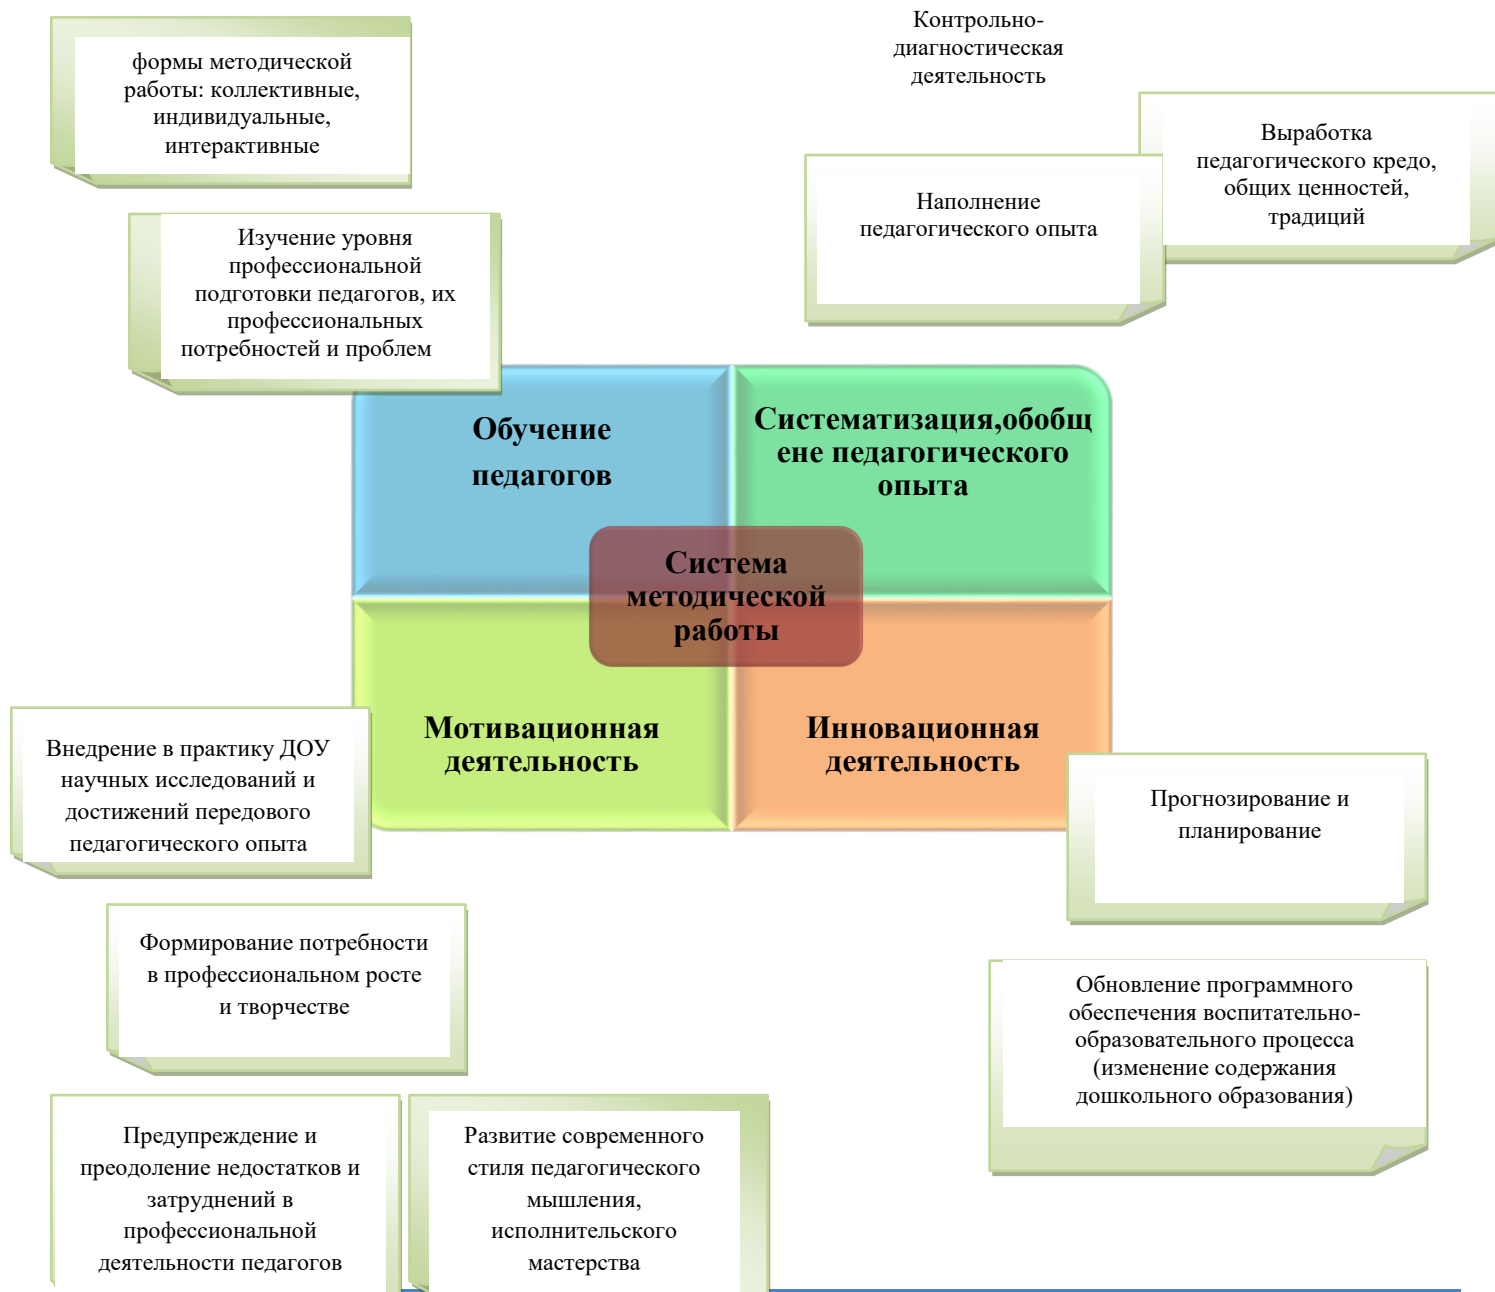 формы методической
работы: коллективные,
индивидуальные,
интерактивные
Контрольно-
диагностическая
деятельность
Выработка
педагогического кредо,
общих ценностей,
традиций
Наполнение
педагогического опыта
Изучение уровня
профессиональной
подготовки педагогов, их
профессиональных
потребностей и проблем
Обучение
педагогов
Систематизация,обобщ
ене педагогического
опыта
Система
методической
работы
Мотивационная
деятельность
Инновационная
деятельность
Внедрение в практику ДОУ
научных исследований и
достижений передового
педагогического опыта
Прогнозирование и
планирование
Формирование потребности
в профессиональном росте
и творчестве
Обновление программного
обеспечения воспитательно-
образовательного процесса
(изменение содержания
дошкольного образования)
Предупреждение и
преодоление недостатков и
затруднений в
профессиональной
деятельности педагогов
Развитие современного
стиля педагогического
мышления,
исполнительского
мастерства